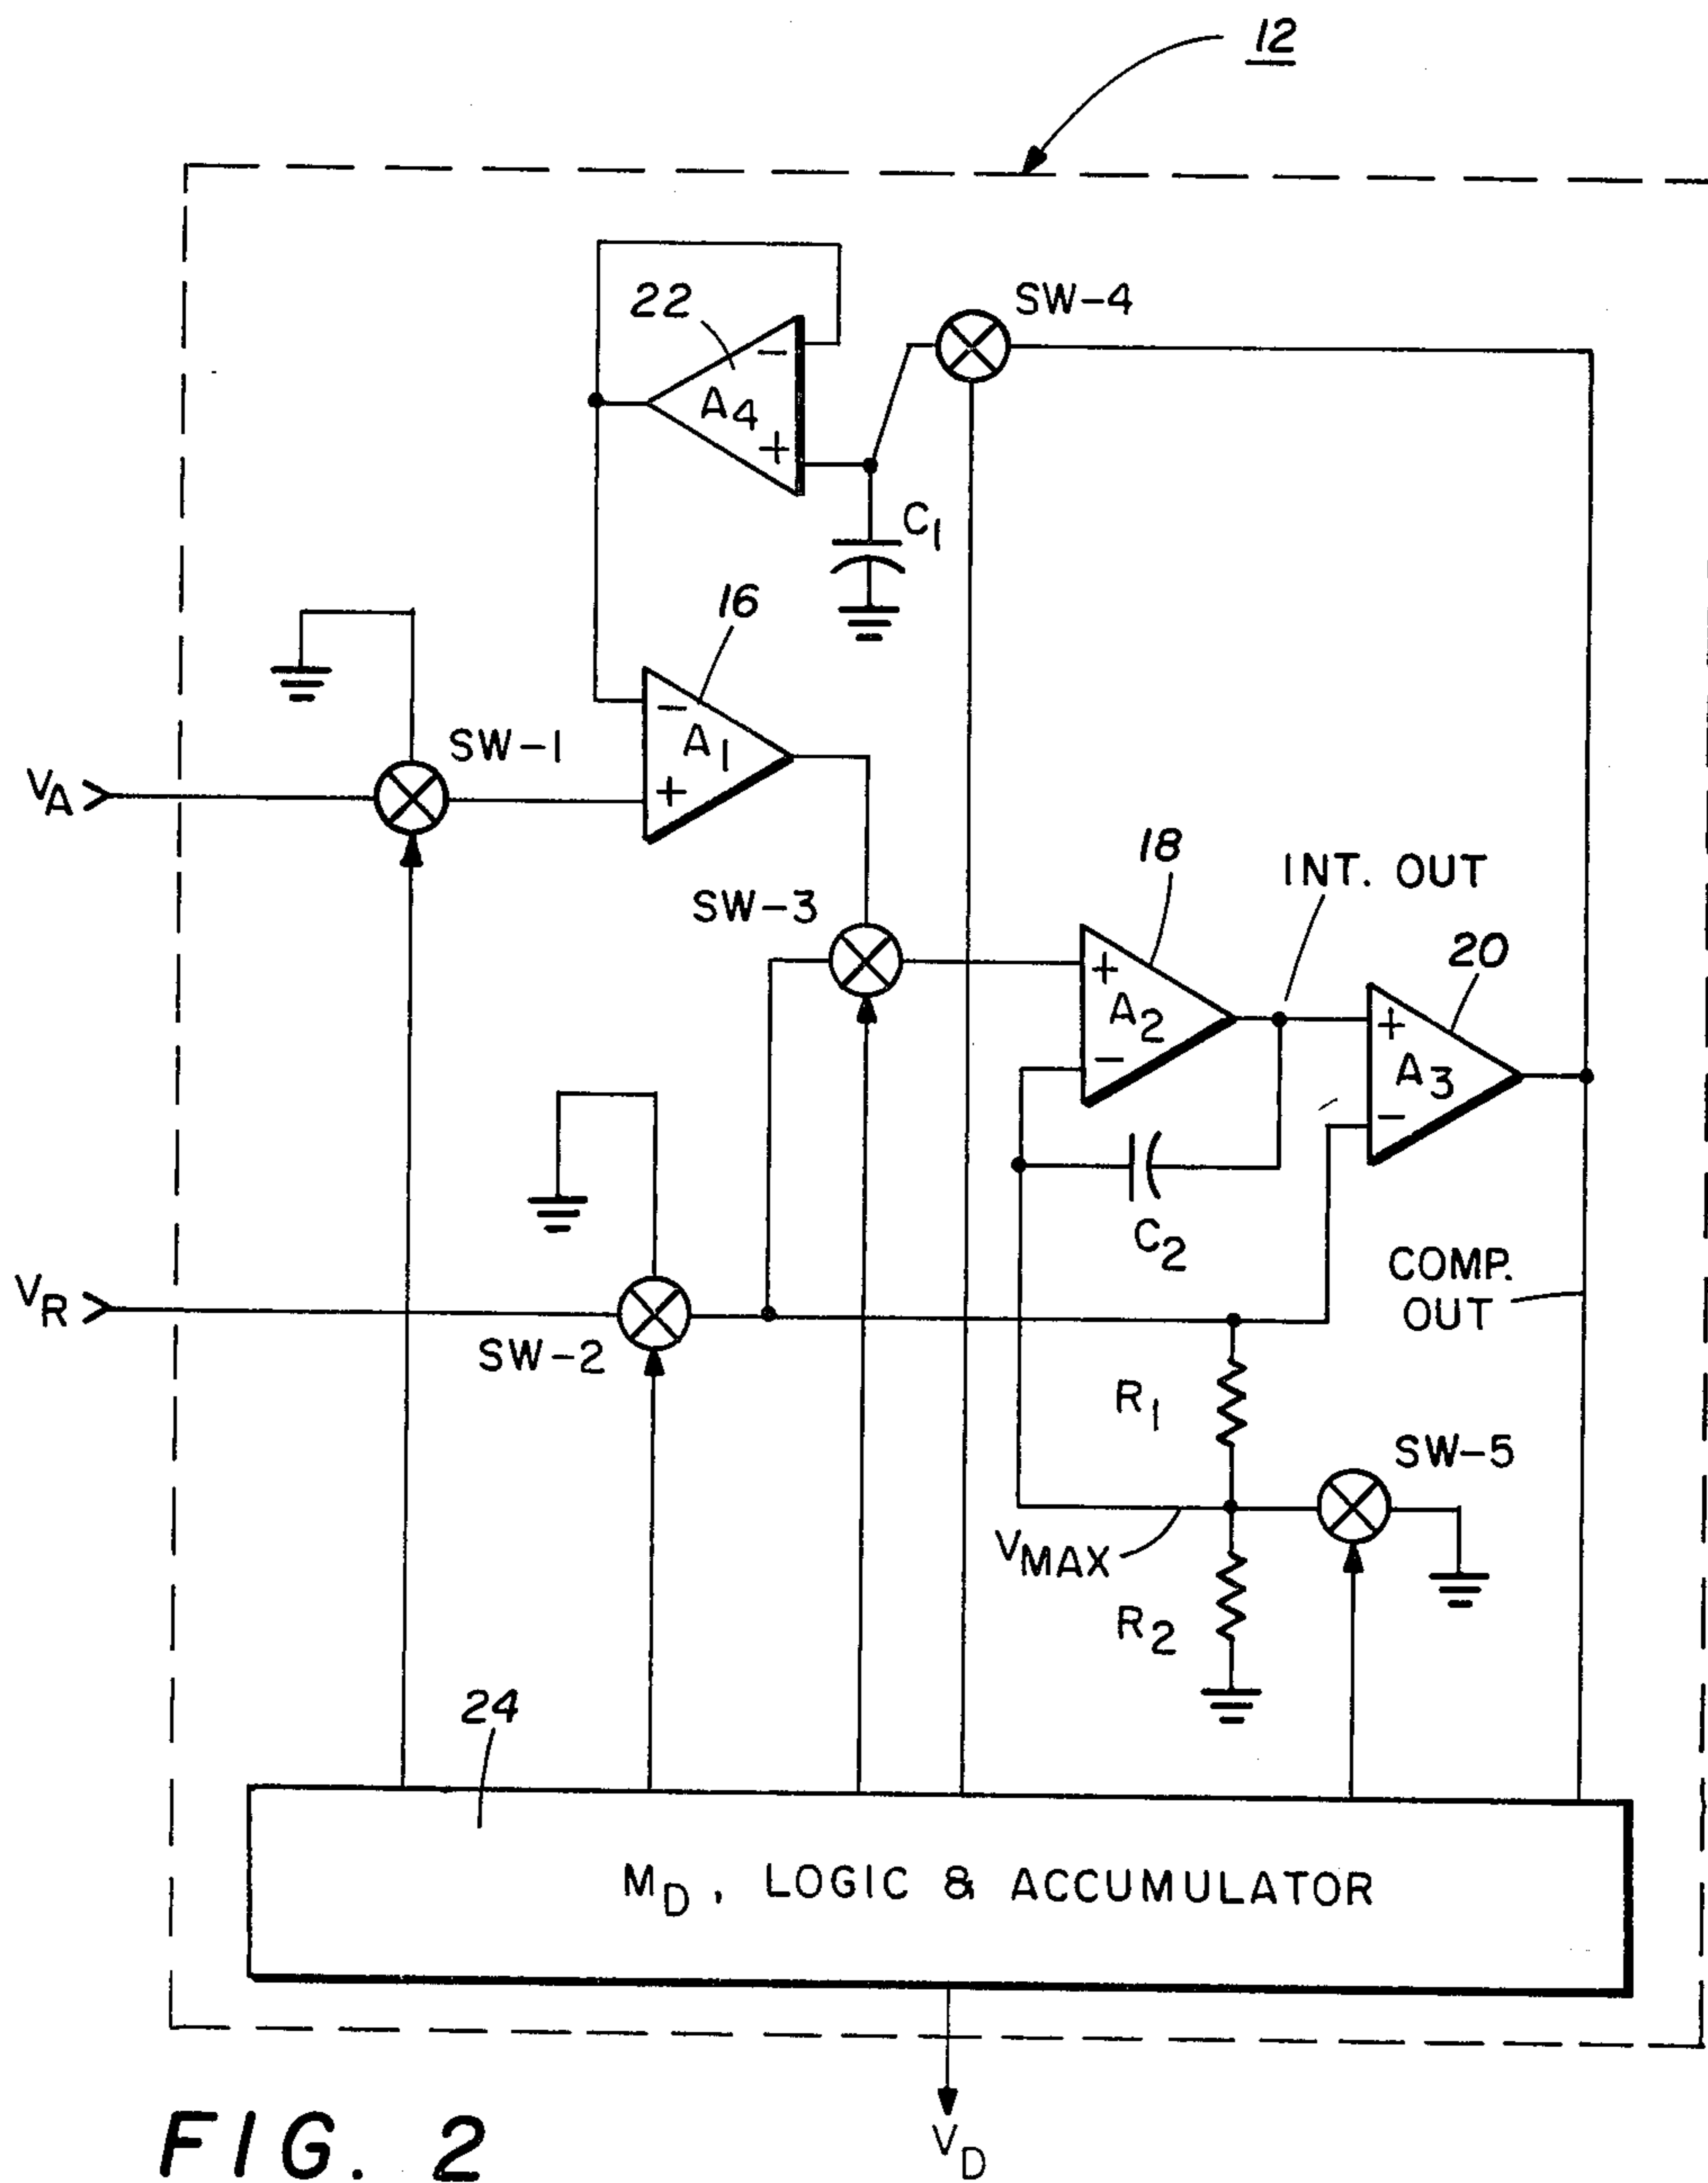 12
22
SW-4
−
A4
+
C1
16
−
A1
+
SW-1
VA
18
INT. OUT
SW-3
20
+
A2
−
+
A3
−
C2
COMP.
OUT
VR
SW-2
R1
SW-5
VMAX
R2
24
MD, LOGIC & ACCUMULATOR
VD
FIG. 2